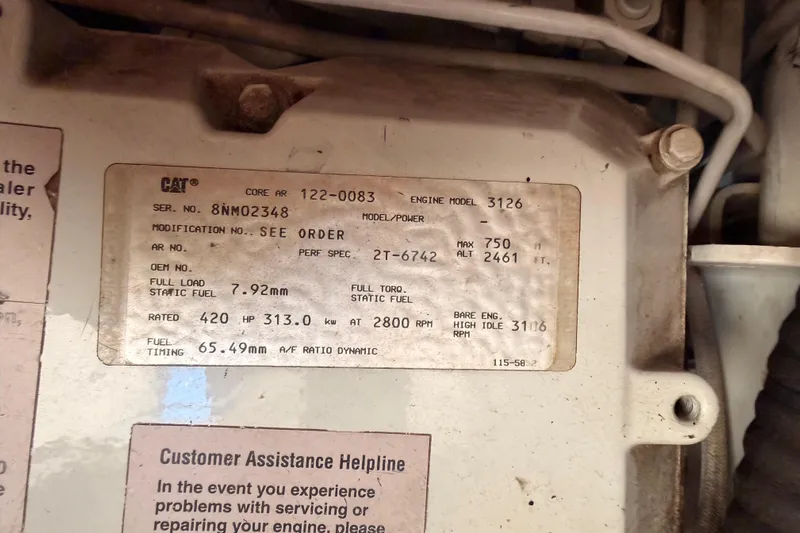 the
aler
lity,
CAT®
CORE AR 122-0083 ENGINE MODEL 3126
SER. NO. 8NM02348 MODEL/POWER -
MODIFICATION NO.. SEE ORDER
AR NO. PERF SPEC. 2T-6742 MAX 750 M
ALT 2461 FT.
OEM NO.
FULL LOAD
STATIC FUEL 7.92mm
FULL TORQ.
STATIC FUEL
RATED 420 HP 313.0 kw AT 2800 RPM
BARE ENG.
HIGH IDLE
RPM
FUEL
TIMING 65.49mm A/F RATIO DYNAMIC
Customer Assistance Helpline
In the event you experience
problems with servicing or
repairing your engine, please